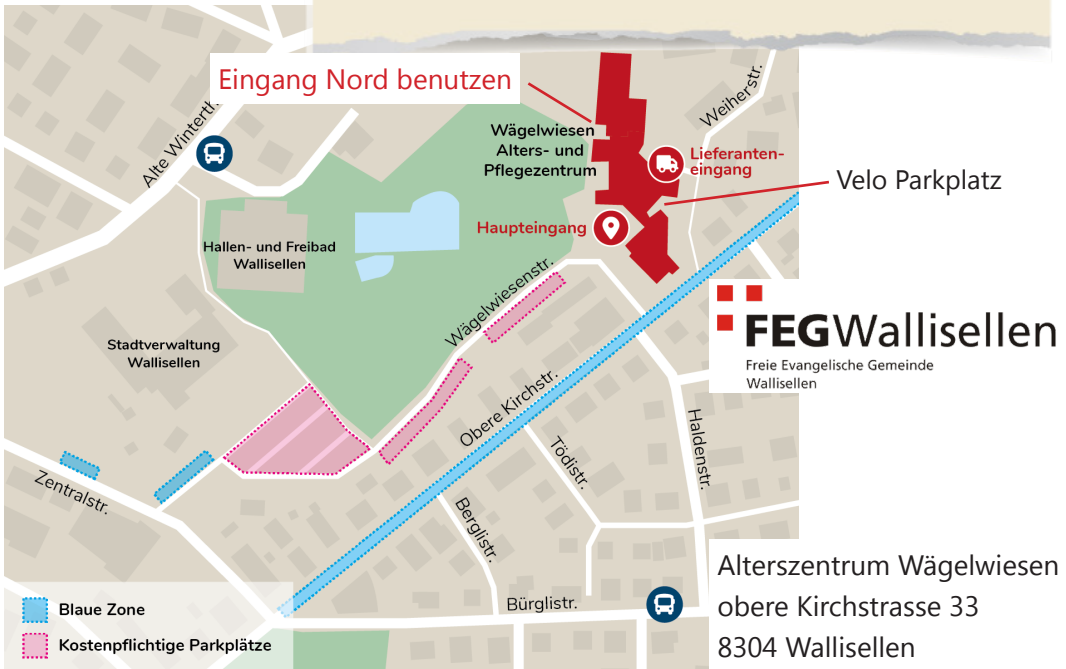 Eingang Nord benutzen
Weiherstr.
Alte Winterth
Wägelwiesen
Alters- und
Pflegezentrum
Lieferanten-
eingang
Velo Parkplatz
Haupteingang
Hallen- und Freibad
Wallisellen
Wägelwiesenstr.
Stadtverwaltung
Wallisellen
FEGWallisellen
Freie Evangelische Gemeinde
Wallisellen
Obere Kirchstr.
Haldenstr.
Tödistr.
Zentralstr.
Berglistr.
Bürglistr.
Blaue Zone
Kostenpflichtige Parkplätze
Alterszentrum Wägelwiesen
obere Kirchstrasse 33
8304 Wallisellen